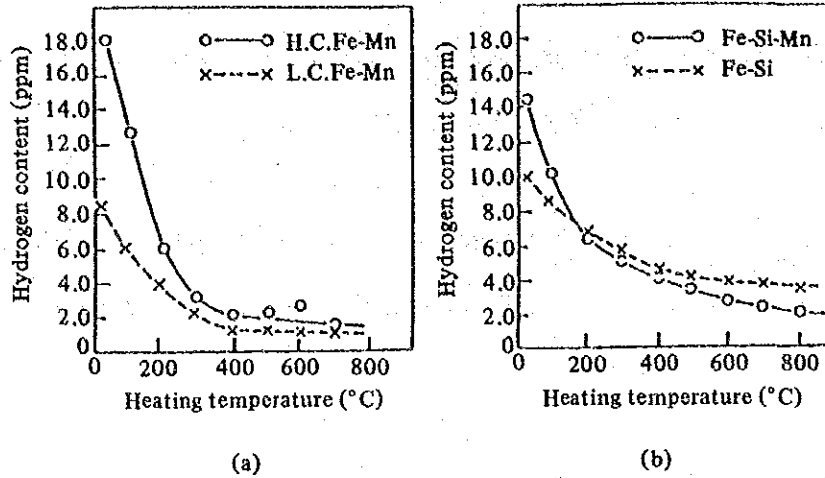 Hydrogen content (ppm)
18.0
16.0
14.0
12.0
10.0
8.0
6.0
4.0
2.0
0
H.C.Fe-Mn
L.C.Fe-Mn
0 200 400 600 800
Heating temperature (°C)
(a)
Hydrogen content (ppm)
18.0
16.0
14.0
12.0
10.0
8.0
6.0
4.0
2.0
0
Fe-Si-Mn
Fe-Si
0 200 400 600 800
Heating temperature (°C)
(b)